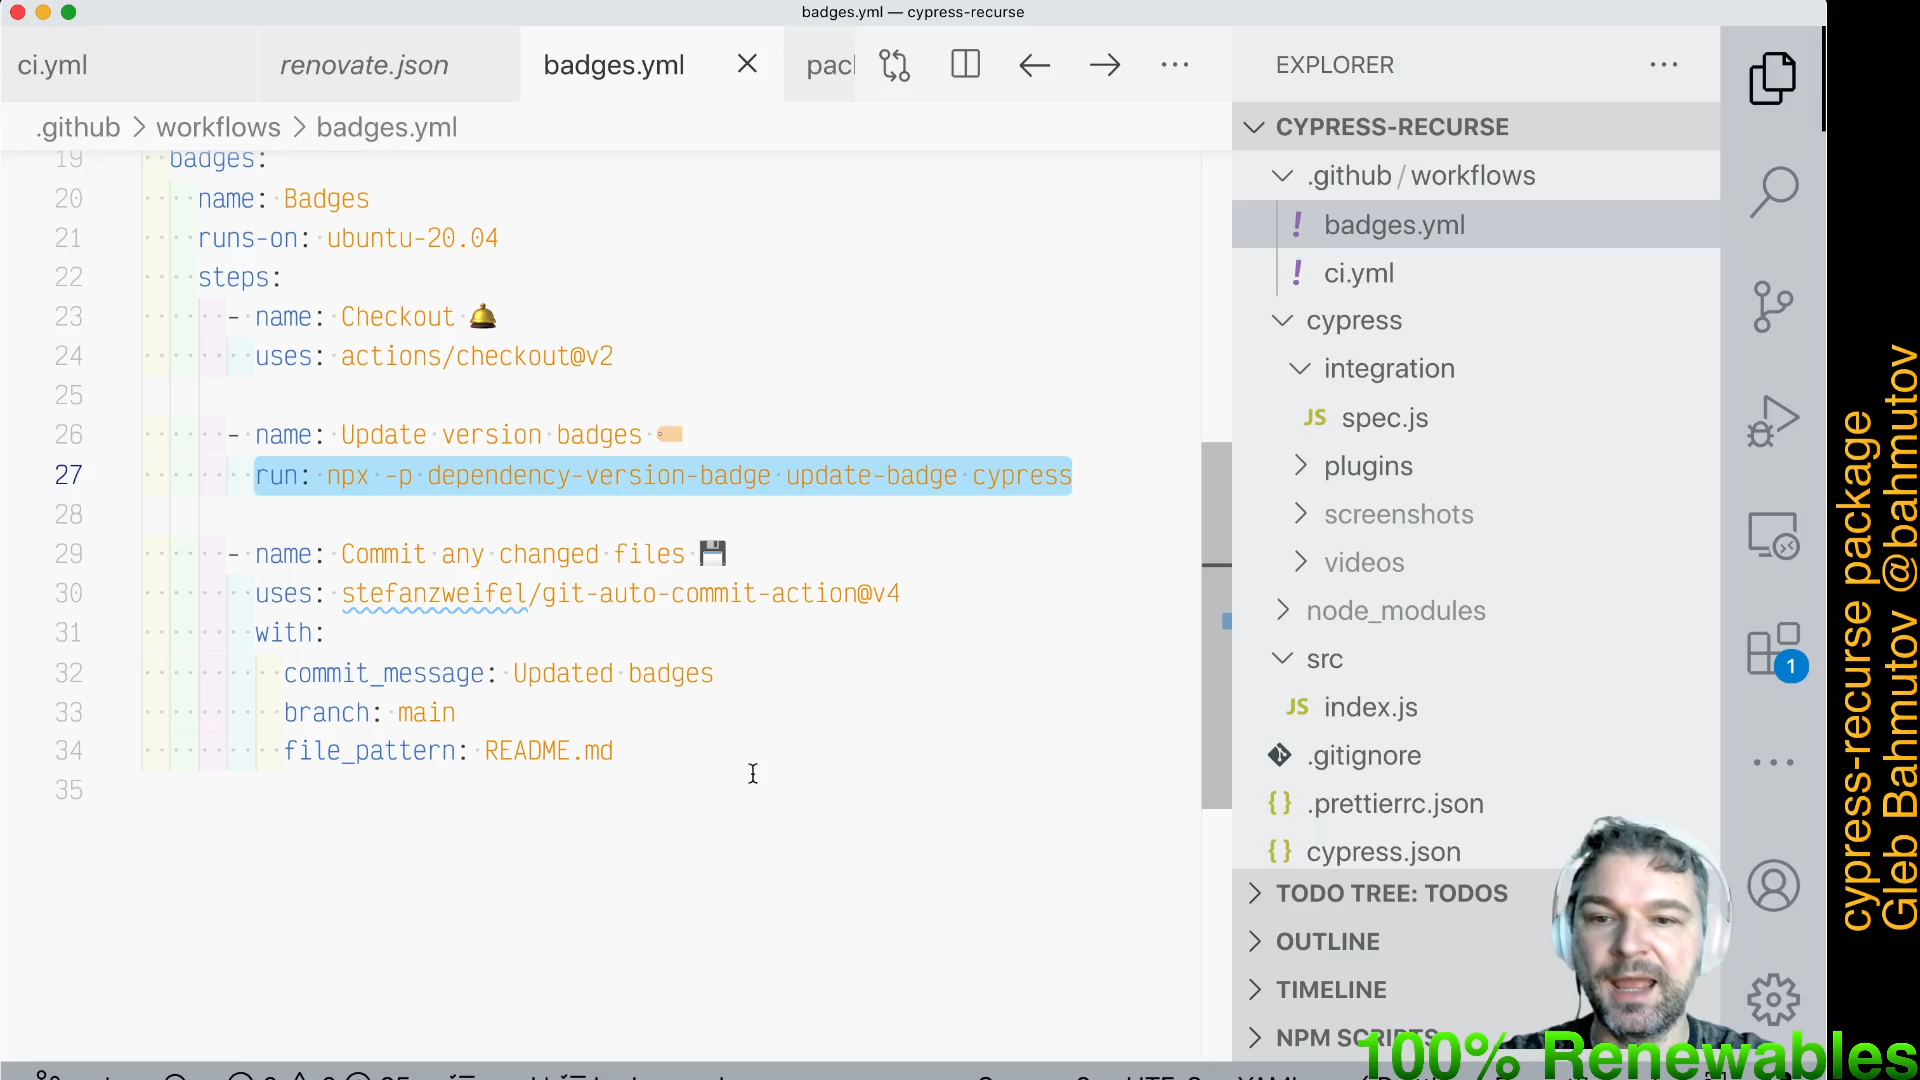 badges.yml — cypress-recurse
ci.yml
renovate.json
badges.yml
pac
EXPLORER
.github > workflows > badges.yml
CYPRESS-RECURSE
.github / workflows
badges.yml
ci.yml
cypress
integration
JS spec.js
plugins
screenshots
videos
node_modules
src
JS index.js
.gitignore
{} .prettierrc.json
{} cypress.json
TODO TREE: TODOS
OUTLINE
TIMELINE
NPM SCRIPTS
19 badges:
20 name: Badges
21 runs-on: ubuntu-20.04
22 steps:
23 - name: Checkout 🛎
24 uses: actions/checkout@v2
25
26 - name: Update version badges 🏷
27 run: npx -p dependency-version-badge update-badge cypress
28
29 - name: Commit any changed files 💾
30 uses: stefanzweifel/git-auto-commit-action@v4
31 with:
32 commit_message: Updated badges
33 branch: main
34 file_pattern: README.md
35
1
cypress-recurse package
Gleb Bahmutov @bahmutov
100% Renewables